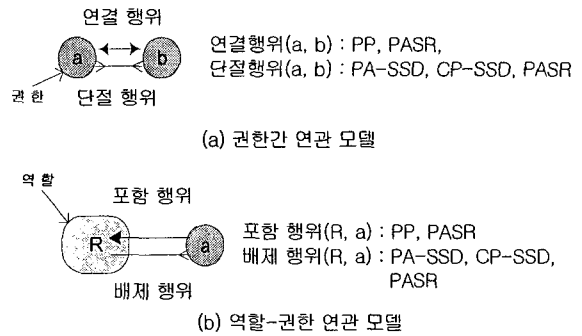 연결 행위
a
b
권한
단절 행위
연결행위(a, b) : PP, PASR,
단절행위(a, b) : PA-SSD, CP-SSD, PASR
(a) 권한간 연관 모델
역할
포함 행위
R
a
배제 행위
포함 행위(R, a) : PP, PASR
배제 행위(R, a) : PA-SSD, CP-SSD,
PASR
(b) 역할-권한 연관 모델